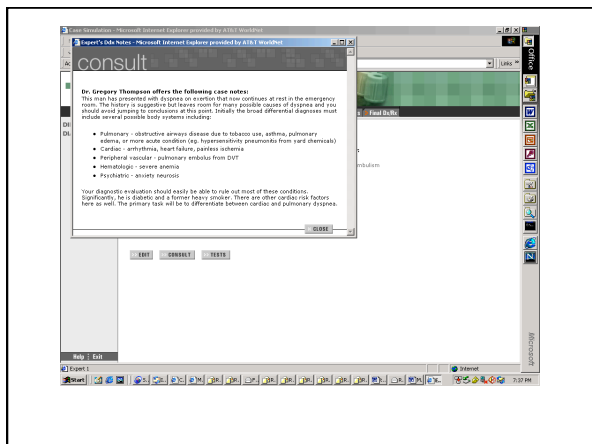 Case Simulation - Microsoft Internet Explorer provided by AT&T WorldNet
Expert's Ddx Notes - Microsoft Internet Explorer provided by AT&T WorldNet
consult
Dr. Gregory Thompson offers the following case notes:
This man has presented with dyspnea on exertion that now continues at rest in the emergency
room. The history is suggestive but leaves room for many possible causes of dyspnea and you
should avoid jumping to conclusions at this point. Initially the broad differential diagnoses must
include several possible body systems including:
• Pulmonary - obstructive airways disease due to tobacco use, asthma, pulmonary
edema, or more acute condition (eg. hypersensitivity pneumonitis from yard chemicals)
• Cardiac - arrhythmia, heart failure, painless ischemia
• Peripheral vascular - pulmonary embolus from DVT
• Hematologic - severe anemia
• Psychiatric - anxiety neurosis
Your diagnostic evaluation should easily be able to rule out most of these conditions.
Significantly, he is diabetic and a former heavy smoker. There are other cardiac risk factors
here as well. The primary task will be to differentiate between cardiac and pulmonary dyspnea.
CLOSE
Links »
Final Dx/Rx
mbolism
EDIT
CONSULT
TESTS
Help
Exit
Expert 1
Internet
Start
7:37 PM
Office
Microsoft